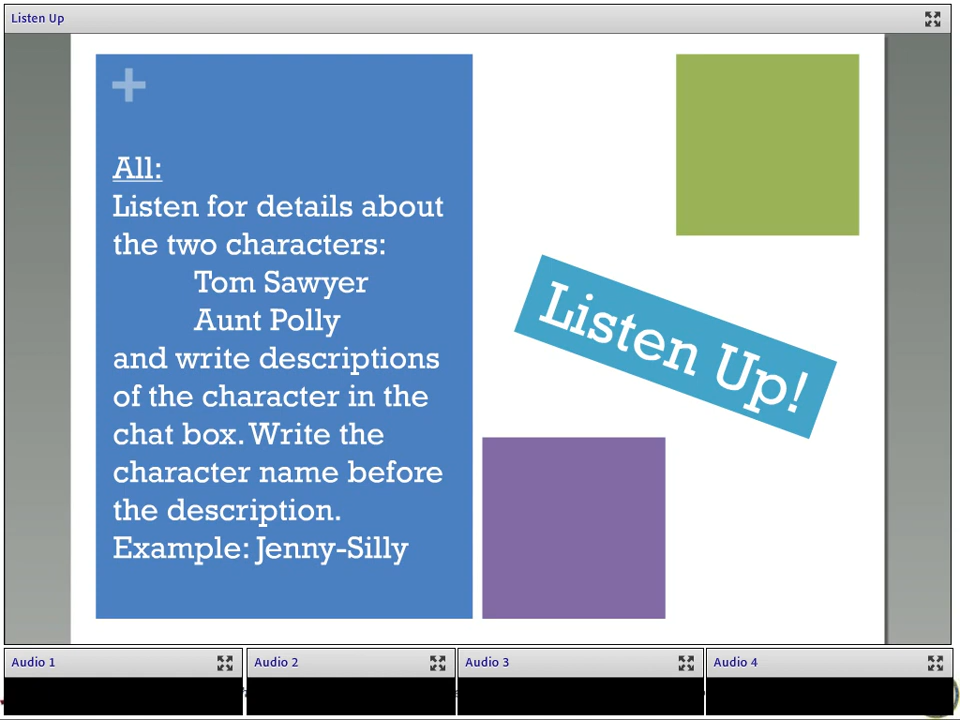 Listen Up
+
All:
Listen for details about
the two characters:
Tom Sawyer
Aunt Polly
and write descriptions
of the character in the
chat box. Write the
character name before
the description.
Example: Jenny-Silly
Listen Up!
Audio 1
Audio 2
Audio 3
Audio 4